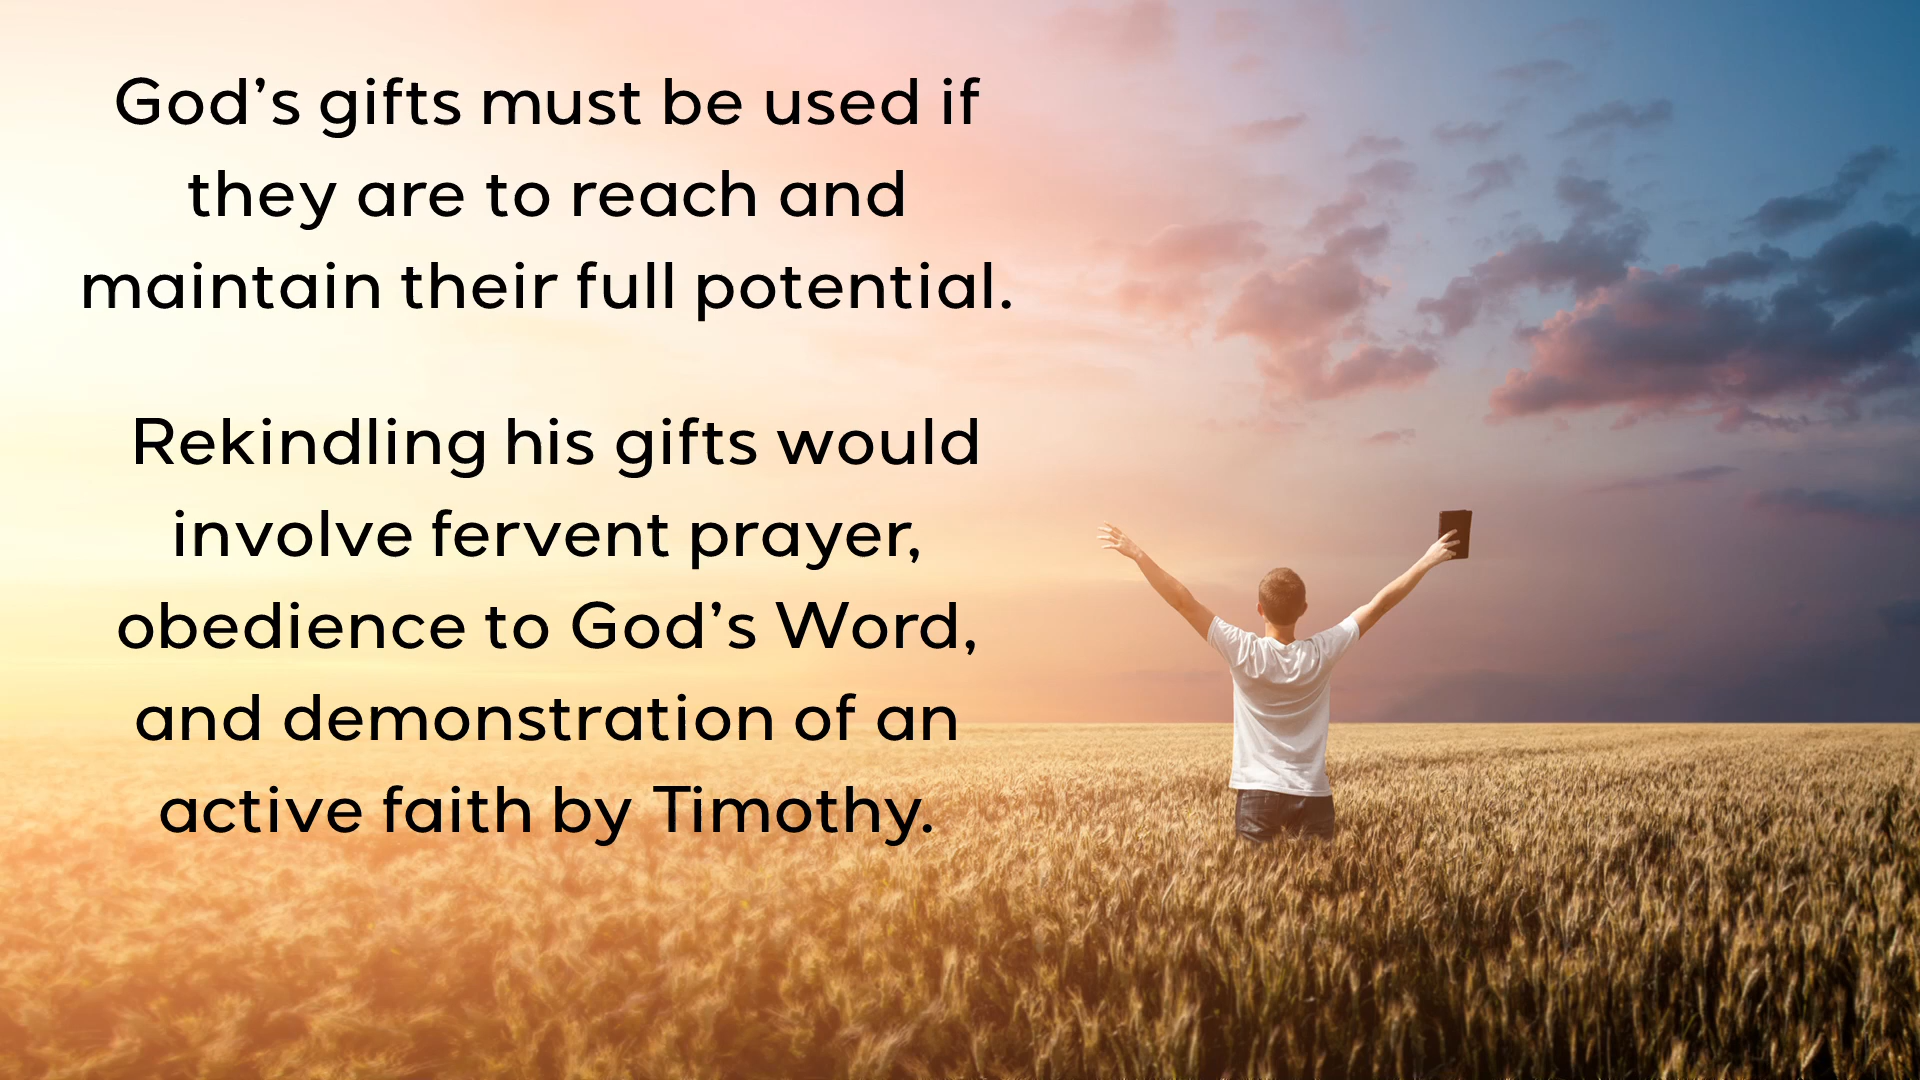 God’s gifts must be used if
they are to reach and
maintain their full potential.
Rekindling his gifts would
involve fervent prayer,
obedience to God’s Word,
and demonstration of an
active faith by Timothy.